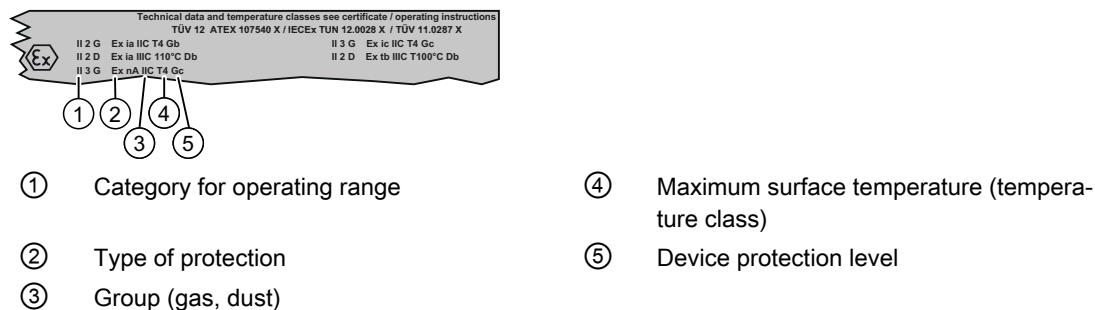 Technical data and temperature classes see certificate / operating instructions
TÜV 12 ATEX 107540 X / IECEx TUN 12.0028 X / TÜV 11.0287 X
II 2 G Ex ia IIC T4 Gb
II 3 G Ex ic IIC T4 Gc
II 2 D Ex ia IIIC 110°C Db
II 2 D Ex tb IIIC T100°C Db
II 3 G Ex nA IIC T4 Gc
Ex
1 2 4
3 5
① Category for operating range
④ Maximum surface temperature (tempera-
ture class)
② Type of protection
⑤ Device protection level
③ Group (gas, dust)